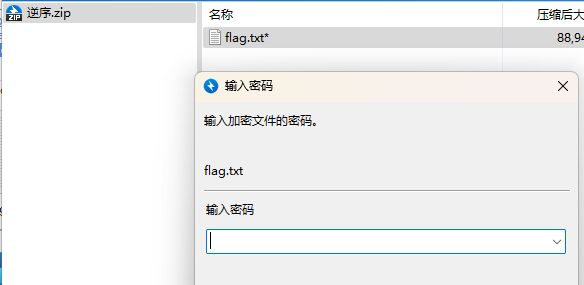 逆序.zip
名称 压缩后大
flag.txt* 88,94
输入密码
输入加密文件的密码。
flag.txt
输入密码